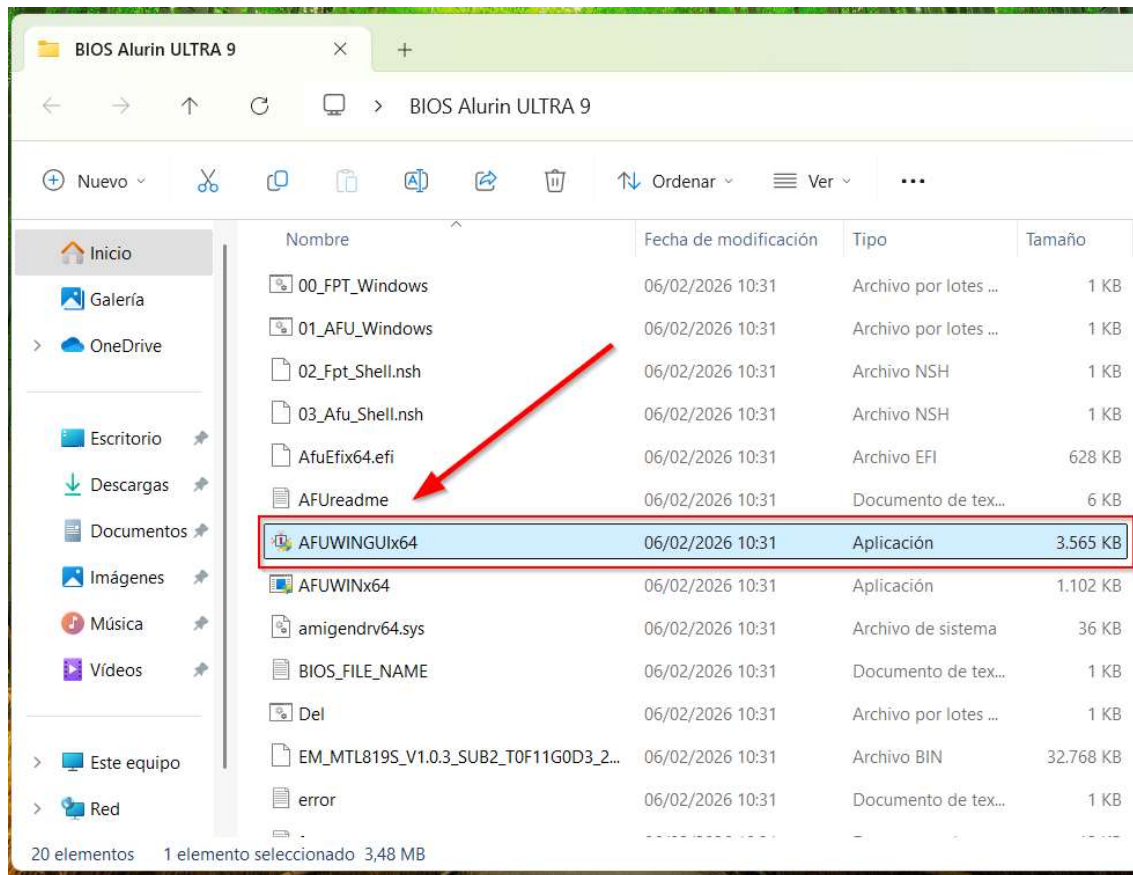 BIOS Alurin ULTRA 9
BIOS Alurin ULTRA 9
Nuevo Ordenar Ver ...
Nombre Fecha de modificación Tipo Tamaño
Inicio
Galería
OneDrive
Escritorio
Descargas
Documentos
Imágenes
Música
Vídeos
Este equipo
Red
00_FPT_Windows 06/02/2026 10:31 Archivo por lotes ... 1 KB
01_AFU_Windows 06/02/2026 10:31 Archivo por lotes ... 1 KB
02_Fpt_Shell.nsh 06/02/2026 10:31 Archivo NSH 1 KB
03_Afu_Shell.nsh 06/02/2026 10:31 Archivo NSH 1 KB
AfuEfix64.efi 06/02/2026 10:31 Archivo EFI 628 KB
AFUreadme 06/02/2026 10:31 Documento de tex... 6 KB
AFUWINGUIx64 06/02/2026 10:31 Aplicación 3.565 KB
AFUWINx64 06/02/2026 10:31 Aplicación 1.102 KB
amigendrv64.sys 06/02/2026 10:31 Archivo de sistema 36 KB
BIOS_FILE_NAME 06/02/2026 10:31 Documento de tex... 1 KB
Del 06/02/2026 10:31 Archivo por lotes ... 1 KB
EM_MTL819S_V1.0.3_SUB2_T0F11G0D3_2... 06/02/2026 10:31 Archivo BIN 32.768 KB
error 06/02/2026 10:31 Documento de tex... 1 KB
20 elementos 1 elemento seleccionado 3,48 MB